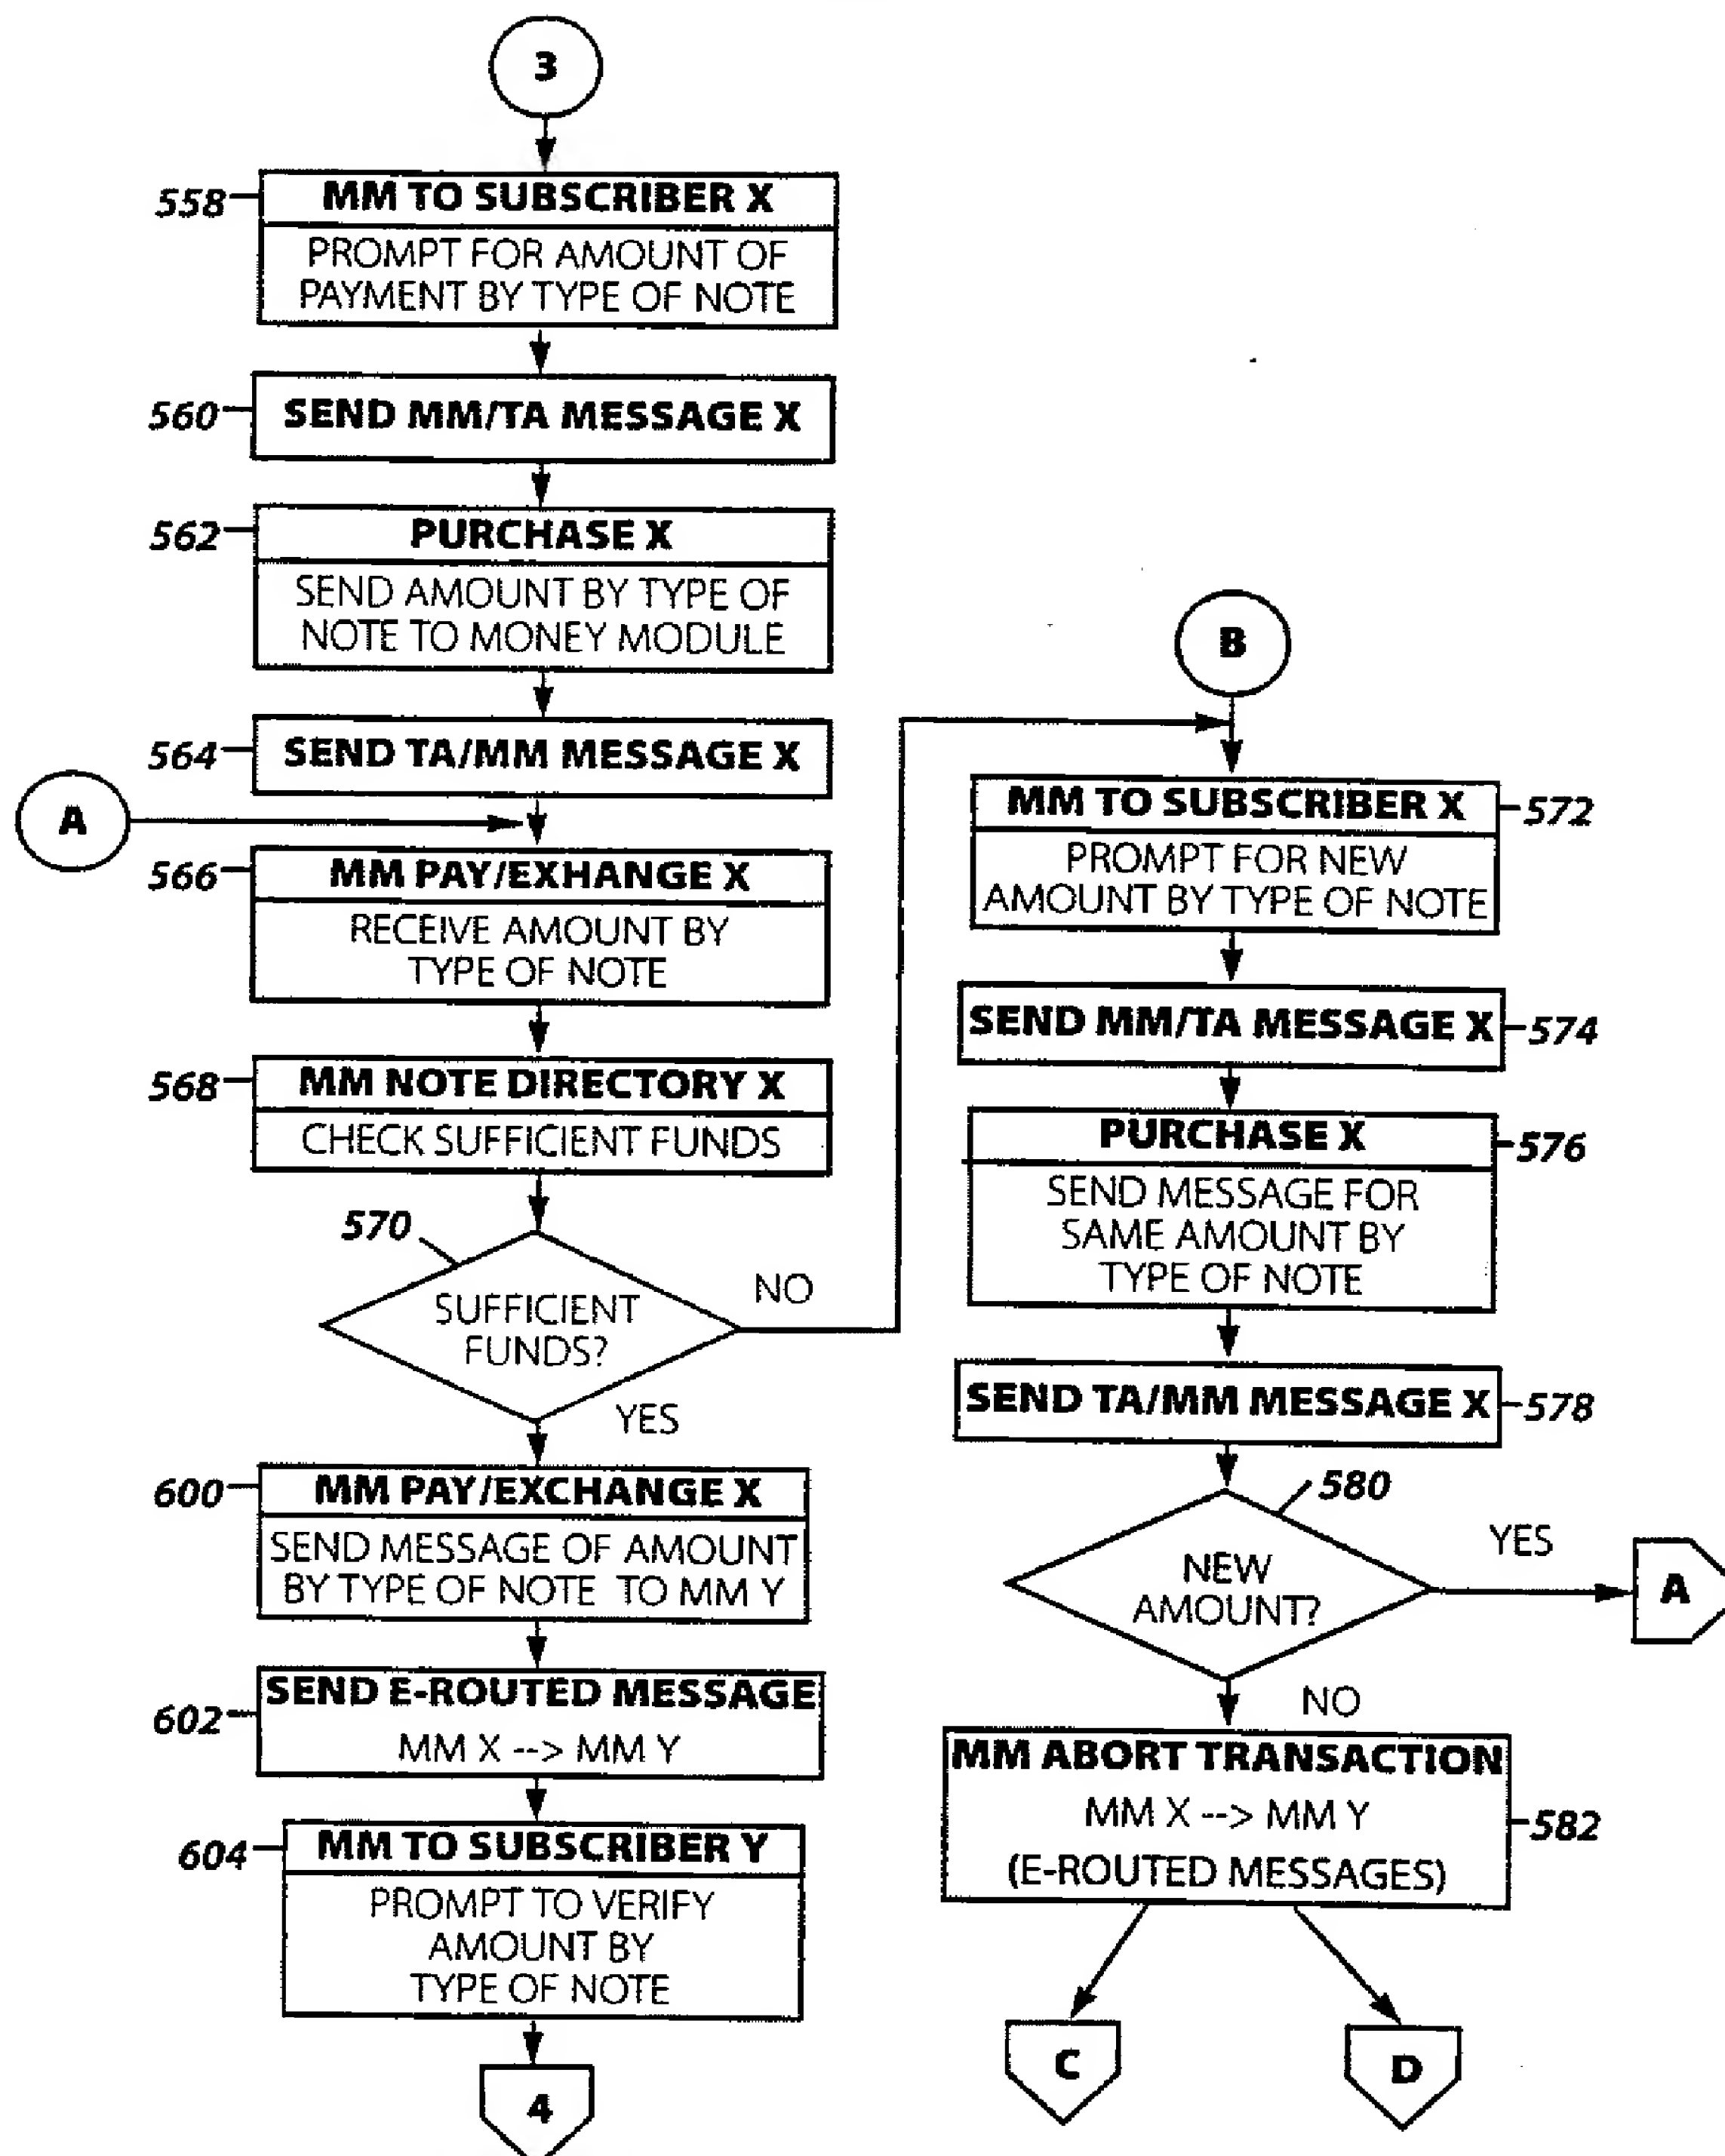 3
558
MM TO SUBSCRIBER X
PROMPT FOR AMOUNT OF
PAYMENT BY TYPE OF NOTE
560
SEND MM/TA MESSAGE X
562
PURCHASE X
SEND AMOUNT BY TYPE OF
NOTE TO MONEY MODULE
564
SEND TA/MM MESSAGE X
A
566
MM PAY/EXHANGE X
RECEIVE AMOUNT BY
TYPE OF NOTE
568
MM NOTE DIRECTORY X
CHECK SUFFICIENT FUNDS
570
SUFFICIENT
FUNDS?
NO
YES
600
MM PAY/EXCHANGE X
SEND MESSAGE OF AMOUNT
BY TYPE OF NOTE TO MM Y
602
SEND E-ROUTED MESSAGE
MM X --> MM Y
604
MM TO SUBSCRIBER Y
PROMPT TO VERIFY
AMOUNT BY
TYPE OF NOTE
4
B
MM TO SUBSCRIBER X
572
PROMPT FOR NEW
AMOUNT BY TYPE OF NOTE
SEND MM/TA MESSAGE X
574
PURCHASE X
576
SEND MESSAGE FOR
SAME AMOUNT BY
TYPE OF NOTE
SEND TA/MM MESSAGE X
578
580
NEW
AMOUNT?
YES
A
NO
MM ABORT TRANSACTION
MM X --> MM Y
582
(E-ROUTED MESSAGES)
C
D